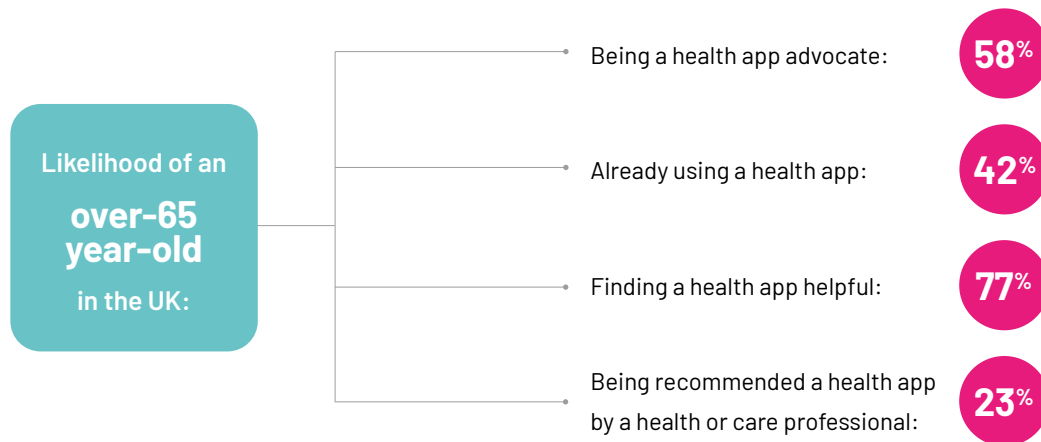 Likelihood of an
over-65
year-old
in the UK:
Being a health app advocate:
58%
Already using a health app:
42%
Finding a health app helpful:
77%
Being recommended a health app
by a health or care professional:
23%